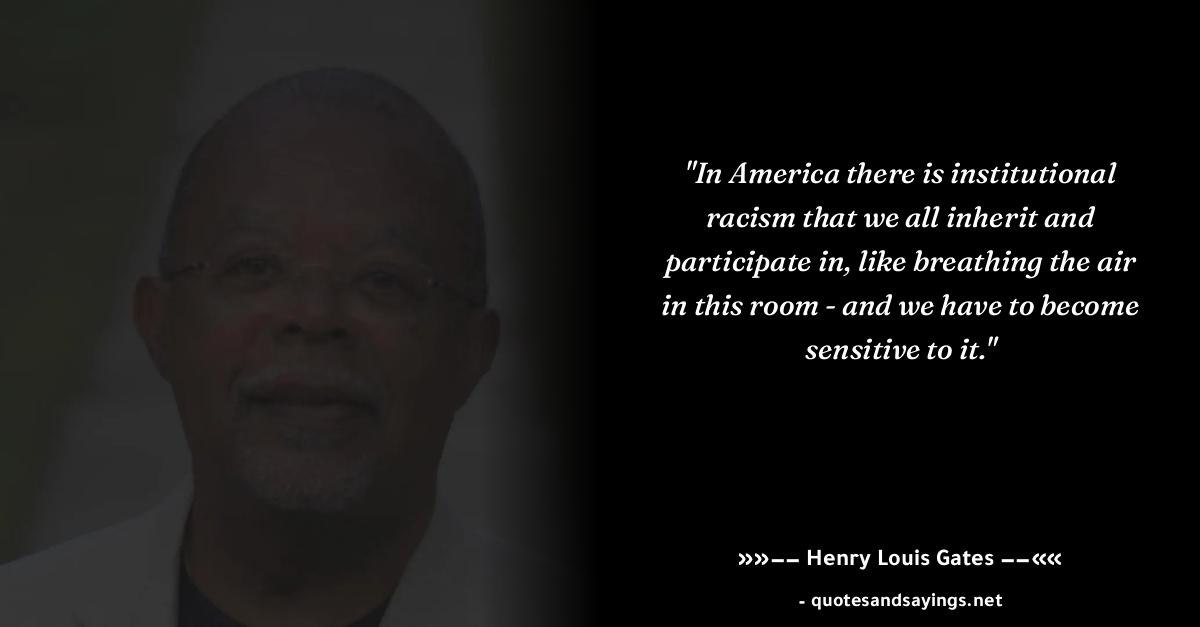 "In America there is institutional
racism that we all inherit and
participate in, like breathing the air
in this room - and we have to become
sensitive to it."
»»−− Henry Louis Gates −−««
- quotesandsayings.net